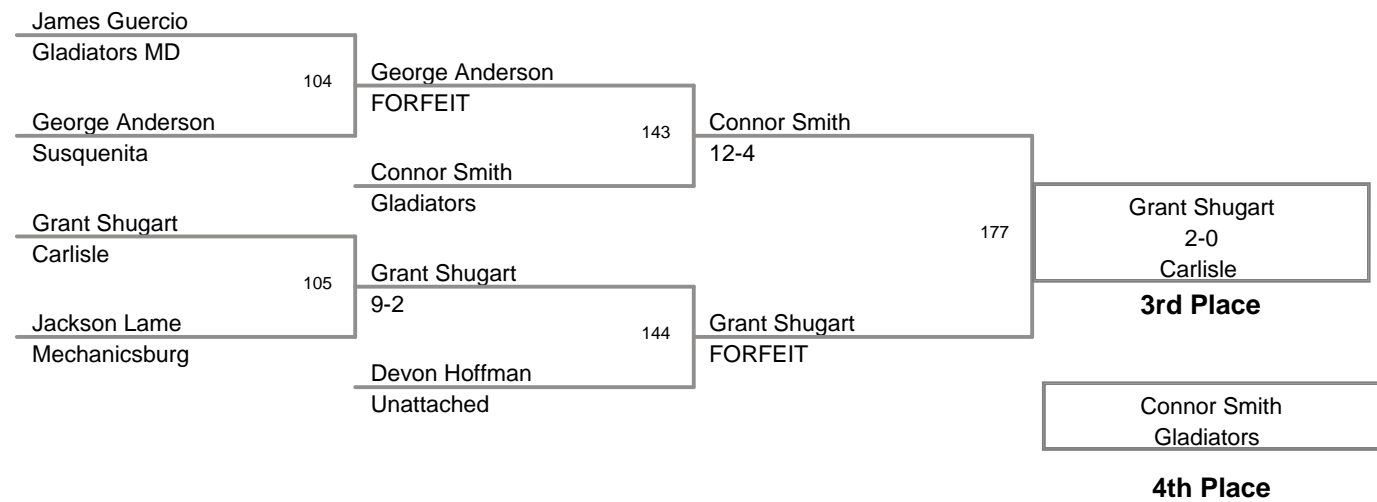 James Guercio
Gladiators MD
104
George Anderson
FORFEIT
George Anderson
Susquenita
143
Connor Smith
12-4
Connor Smith
Gladiators
Grant Shugart
Carlisle
177
Grant Shugart
2-0
Carlisle
3rd Place
105
Grant Shugart
9-2
Jackson Lame
Mechanicsburg
144
Grant Shugart
FORFEIT
Devon Hoffman
Unattached
Connor Smith
Gladiators
4th Place